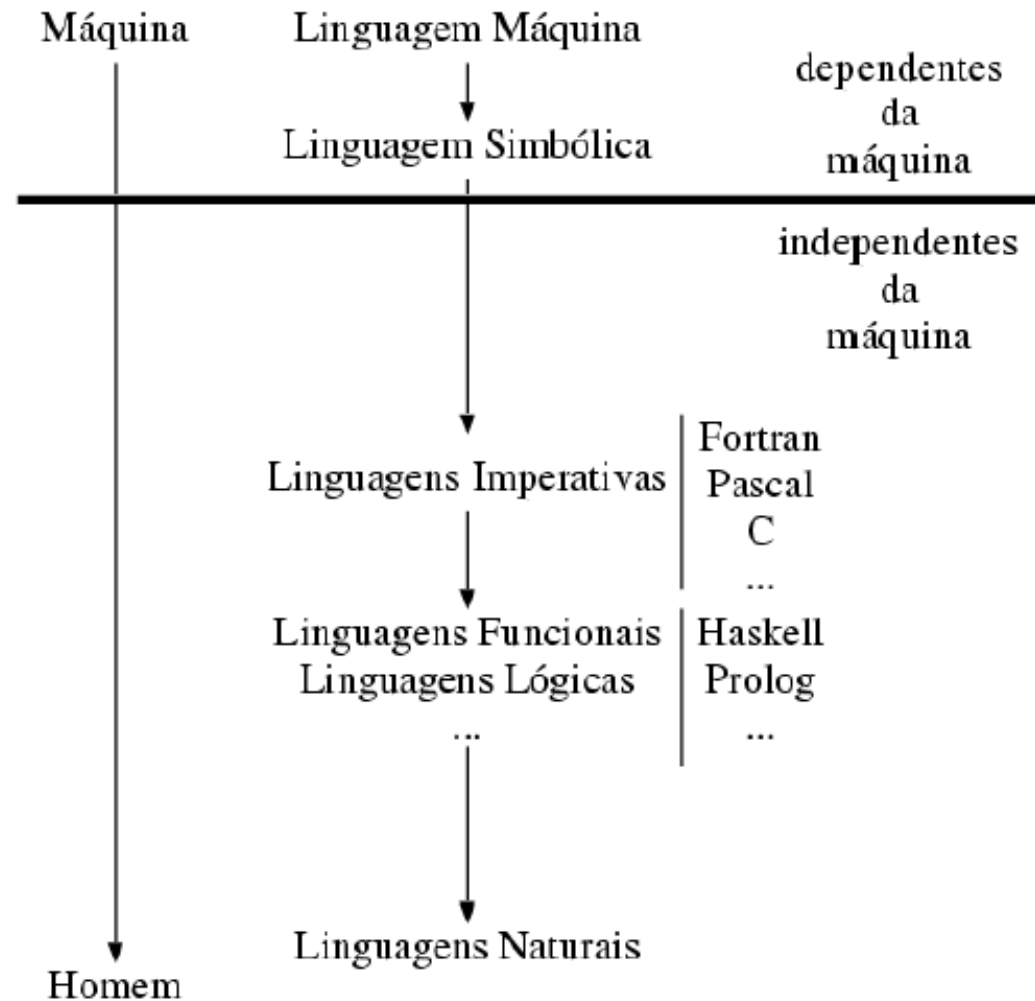 Máquina
Linguagem Máquina
dependentes
da
máquina
Linguagem Simbólica
independentes
da
máquina
Linguagens Imperativas
Fortran
Pascal
C
...
Linguagens Funcionais
Linguagens Lógicas
...
Haskell
Prolog
...
Linguagens Naturais
Homem